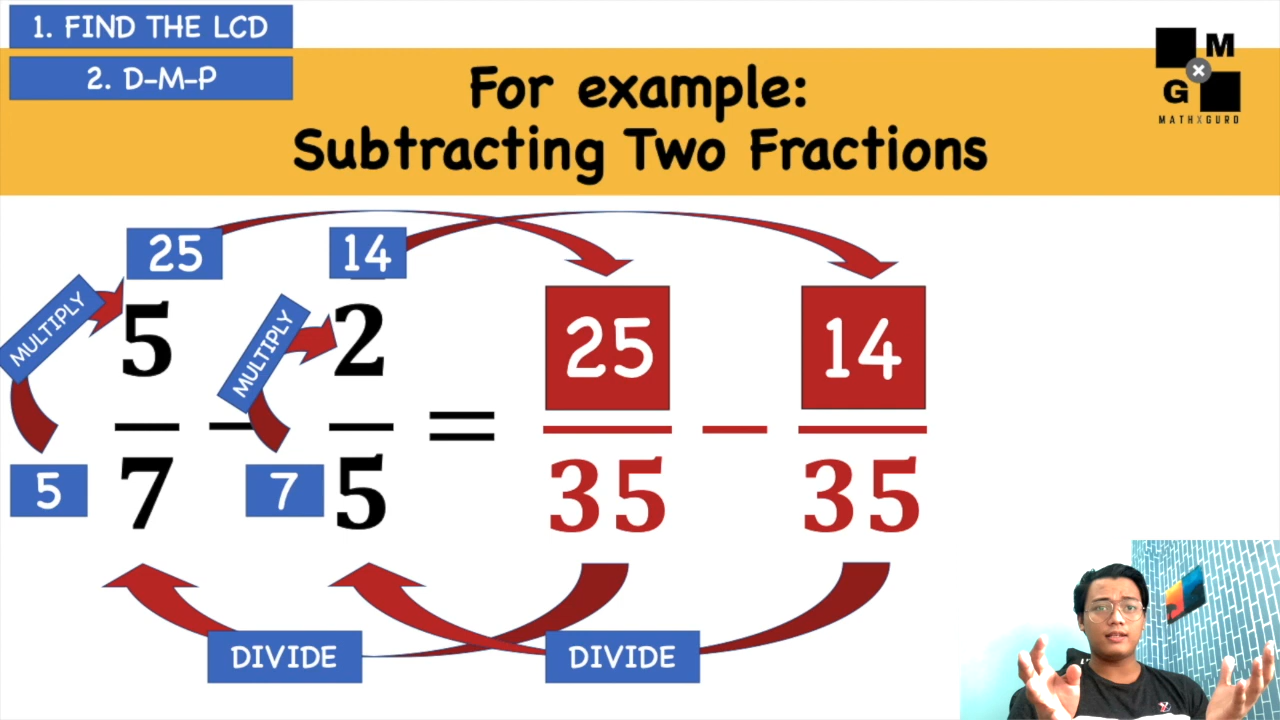 1. FIND THE LCD
2. D-M-P
For example:
Subtracting Two Fractions
M
X
G
MATHXGURO
25
14
MULTIPLY
5
MULTIPLY
2
25
14
—
=
—
5
7
7
5
35
35
DIVIDE
DIVIDE